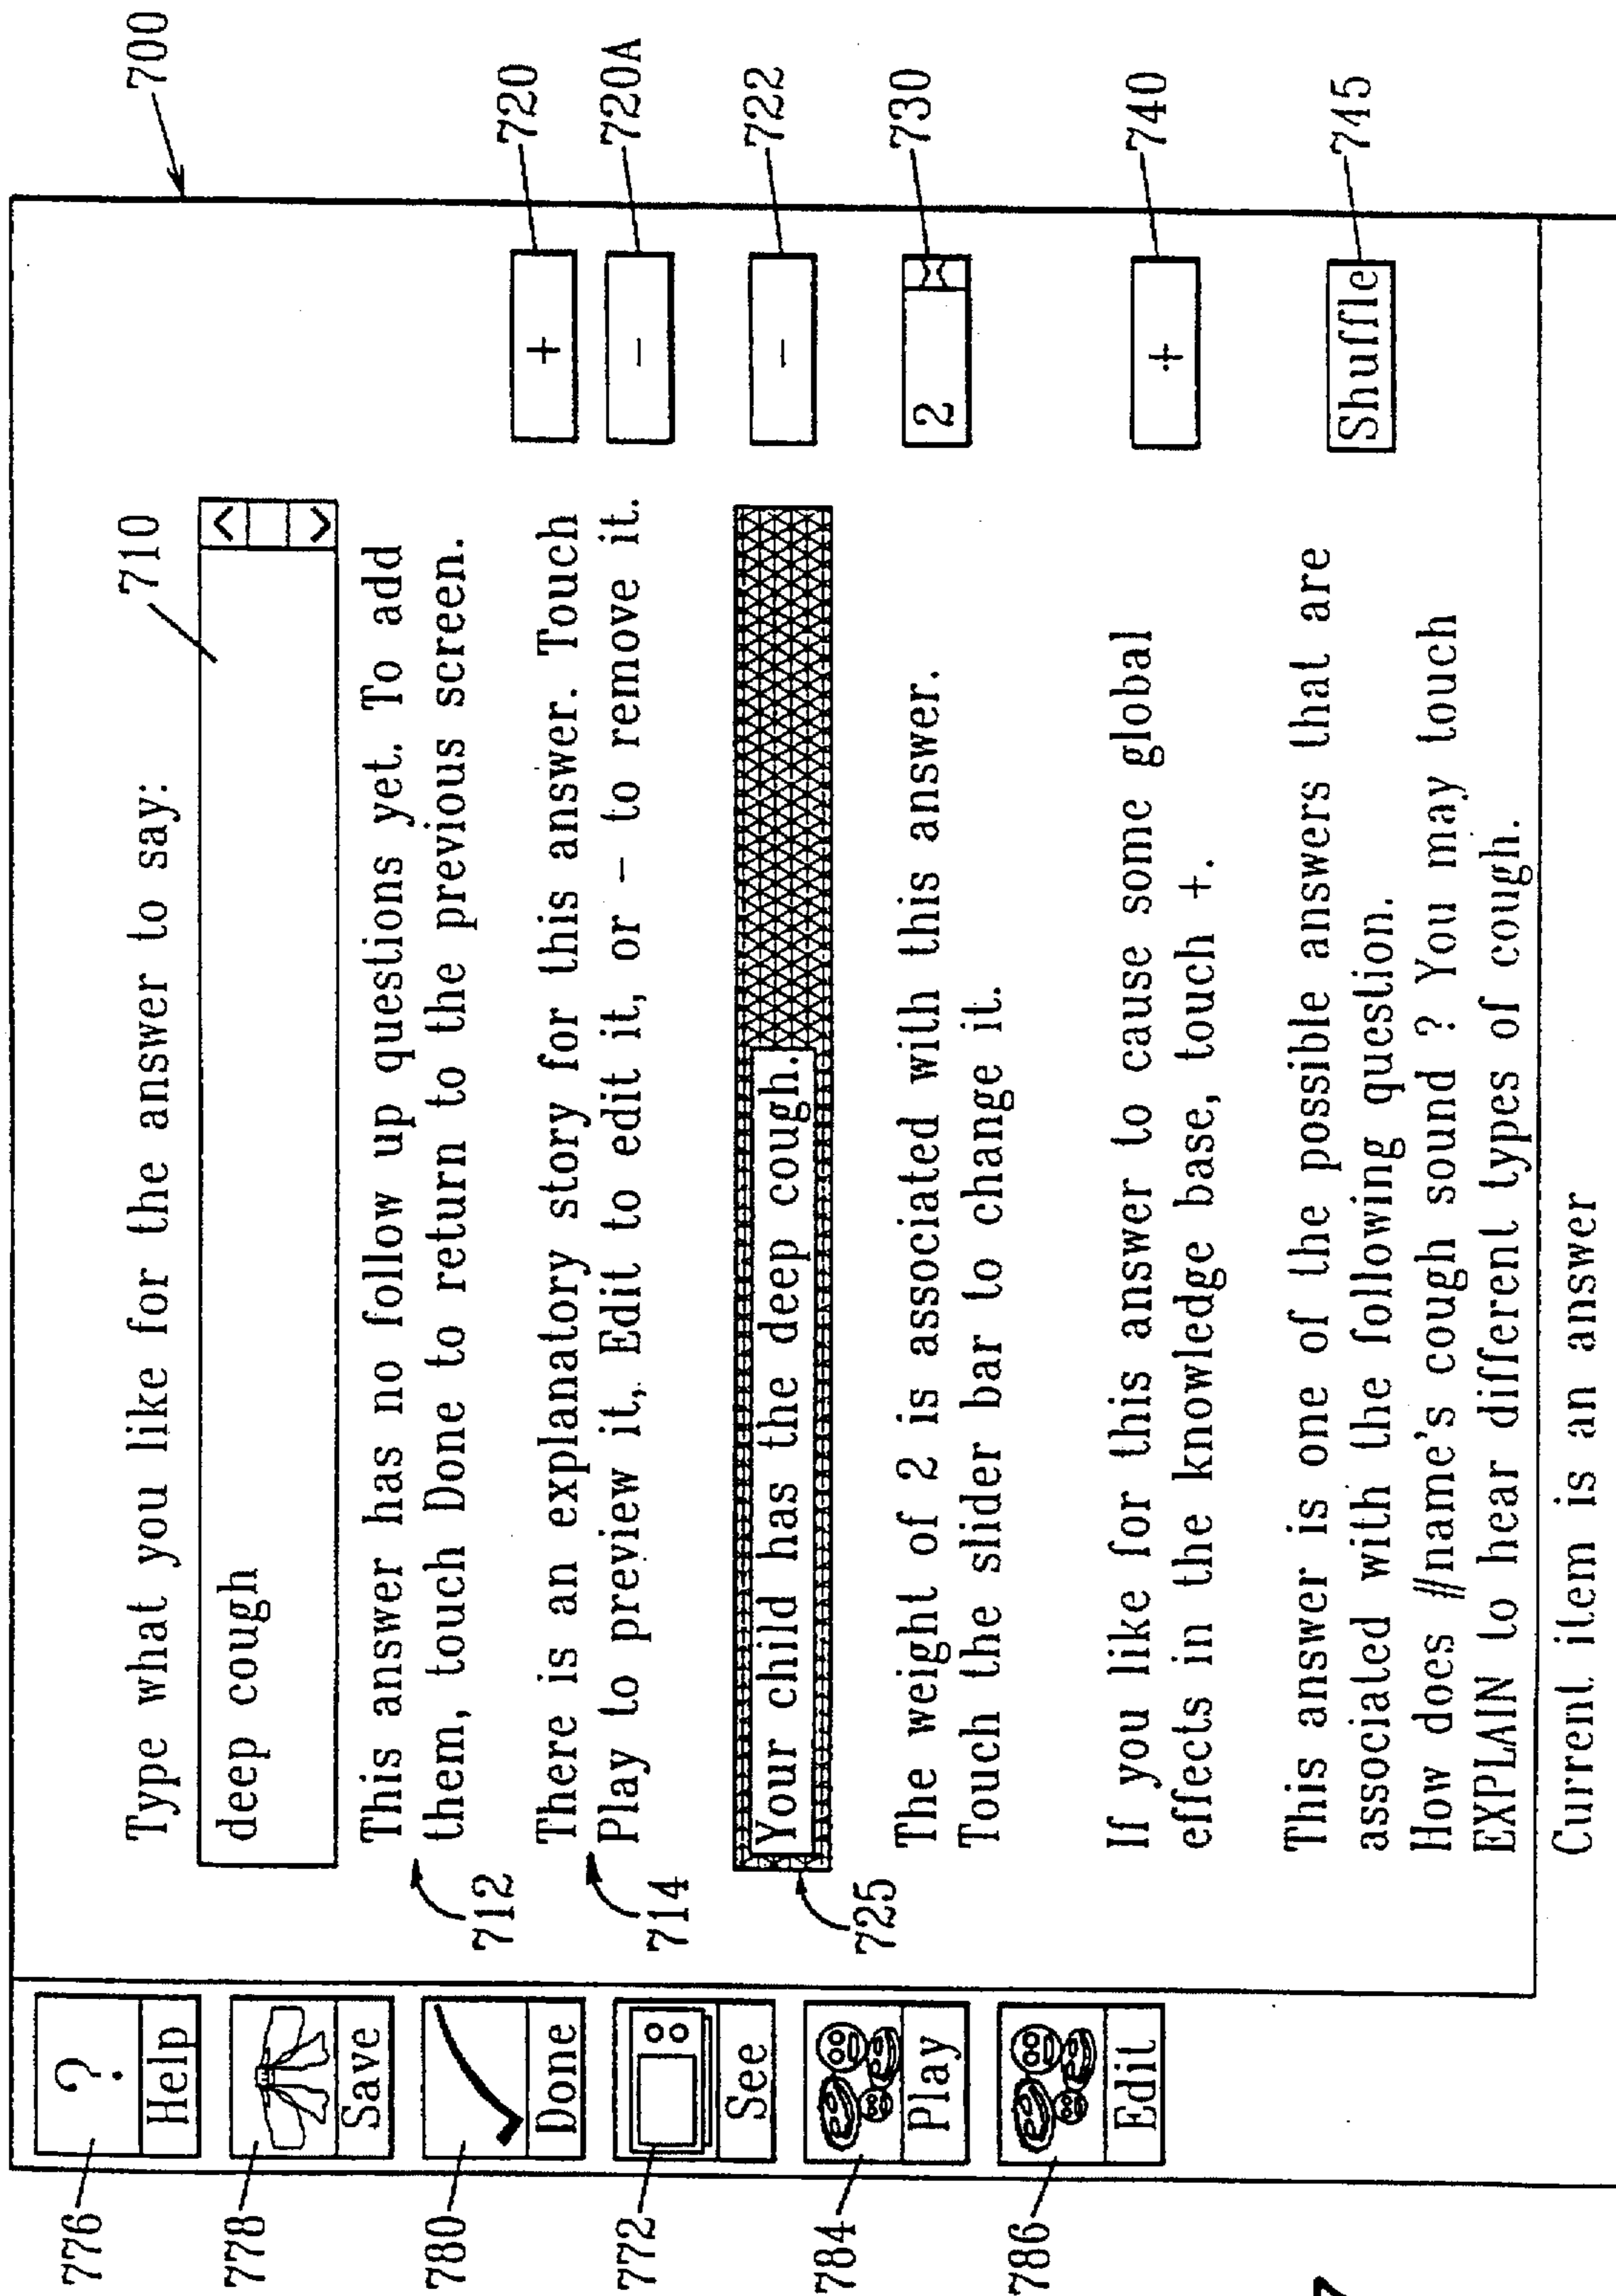 700
776
? Help
778
Save
780
Done
772
See
784
Play
786
Edit
Type what you like for the answer to say:
710
deep cough
712
This answer has no follow up questions yet. To add
them, touch Done to return to the previous screen.
+ 720
714
There is an explanatory story for this answer. Touch
Play to preview it, Edit to edit it, or - to remove it.
- 720A
725
Your child has the deep cough.
- 722
The weight of 2 is associated with this answer.
Touch the slider bar to change it.
2 730
If you like for this answer to cause some global
effects in the knowledge base, touch +.
+ 740
This answer is one of the possible answers that are
associated with the following question.
Shuffle 745
How does #name's cough sound ? You may touch
EXPLAIN to hear different types of cough.
Current item is an answer
7